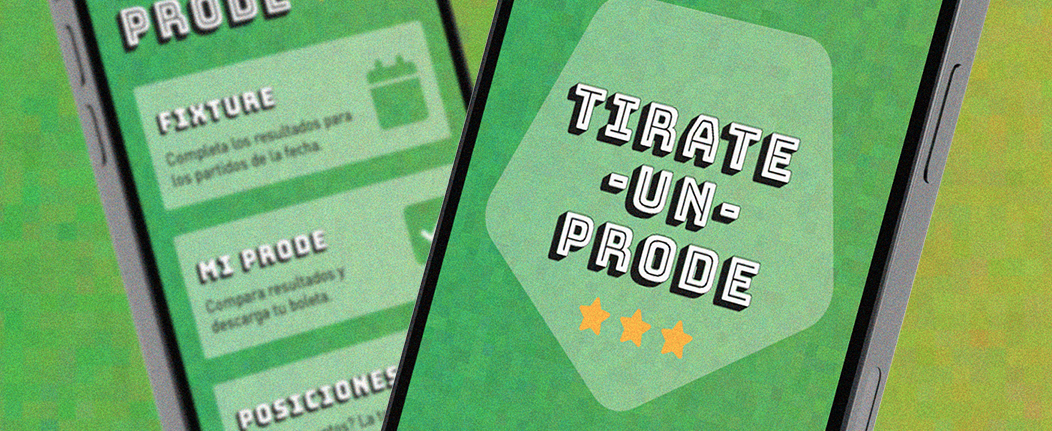 PRODE
FIXTURE
Completa los resultados para
los partidos de la fecha.
MI PRODE
Compara resultados y
descarga tu boleta.
POSICIONES
TIRATE
-UN-
PRODE